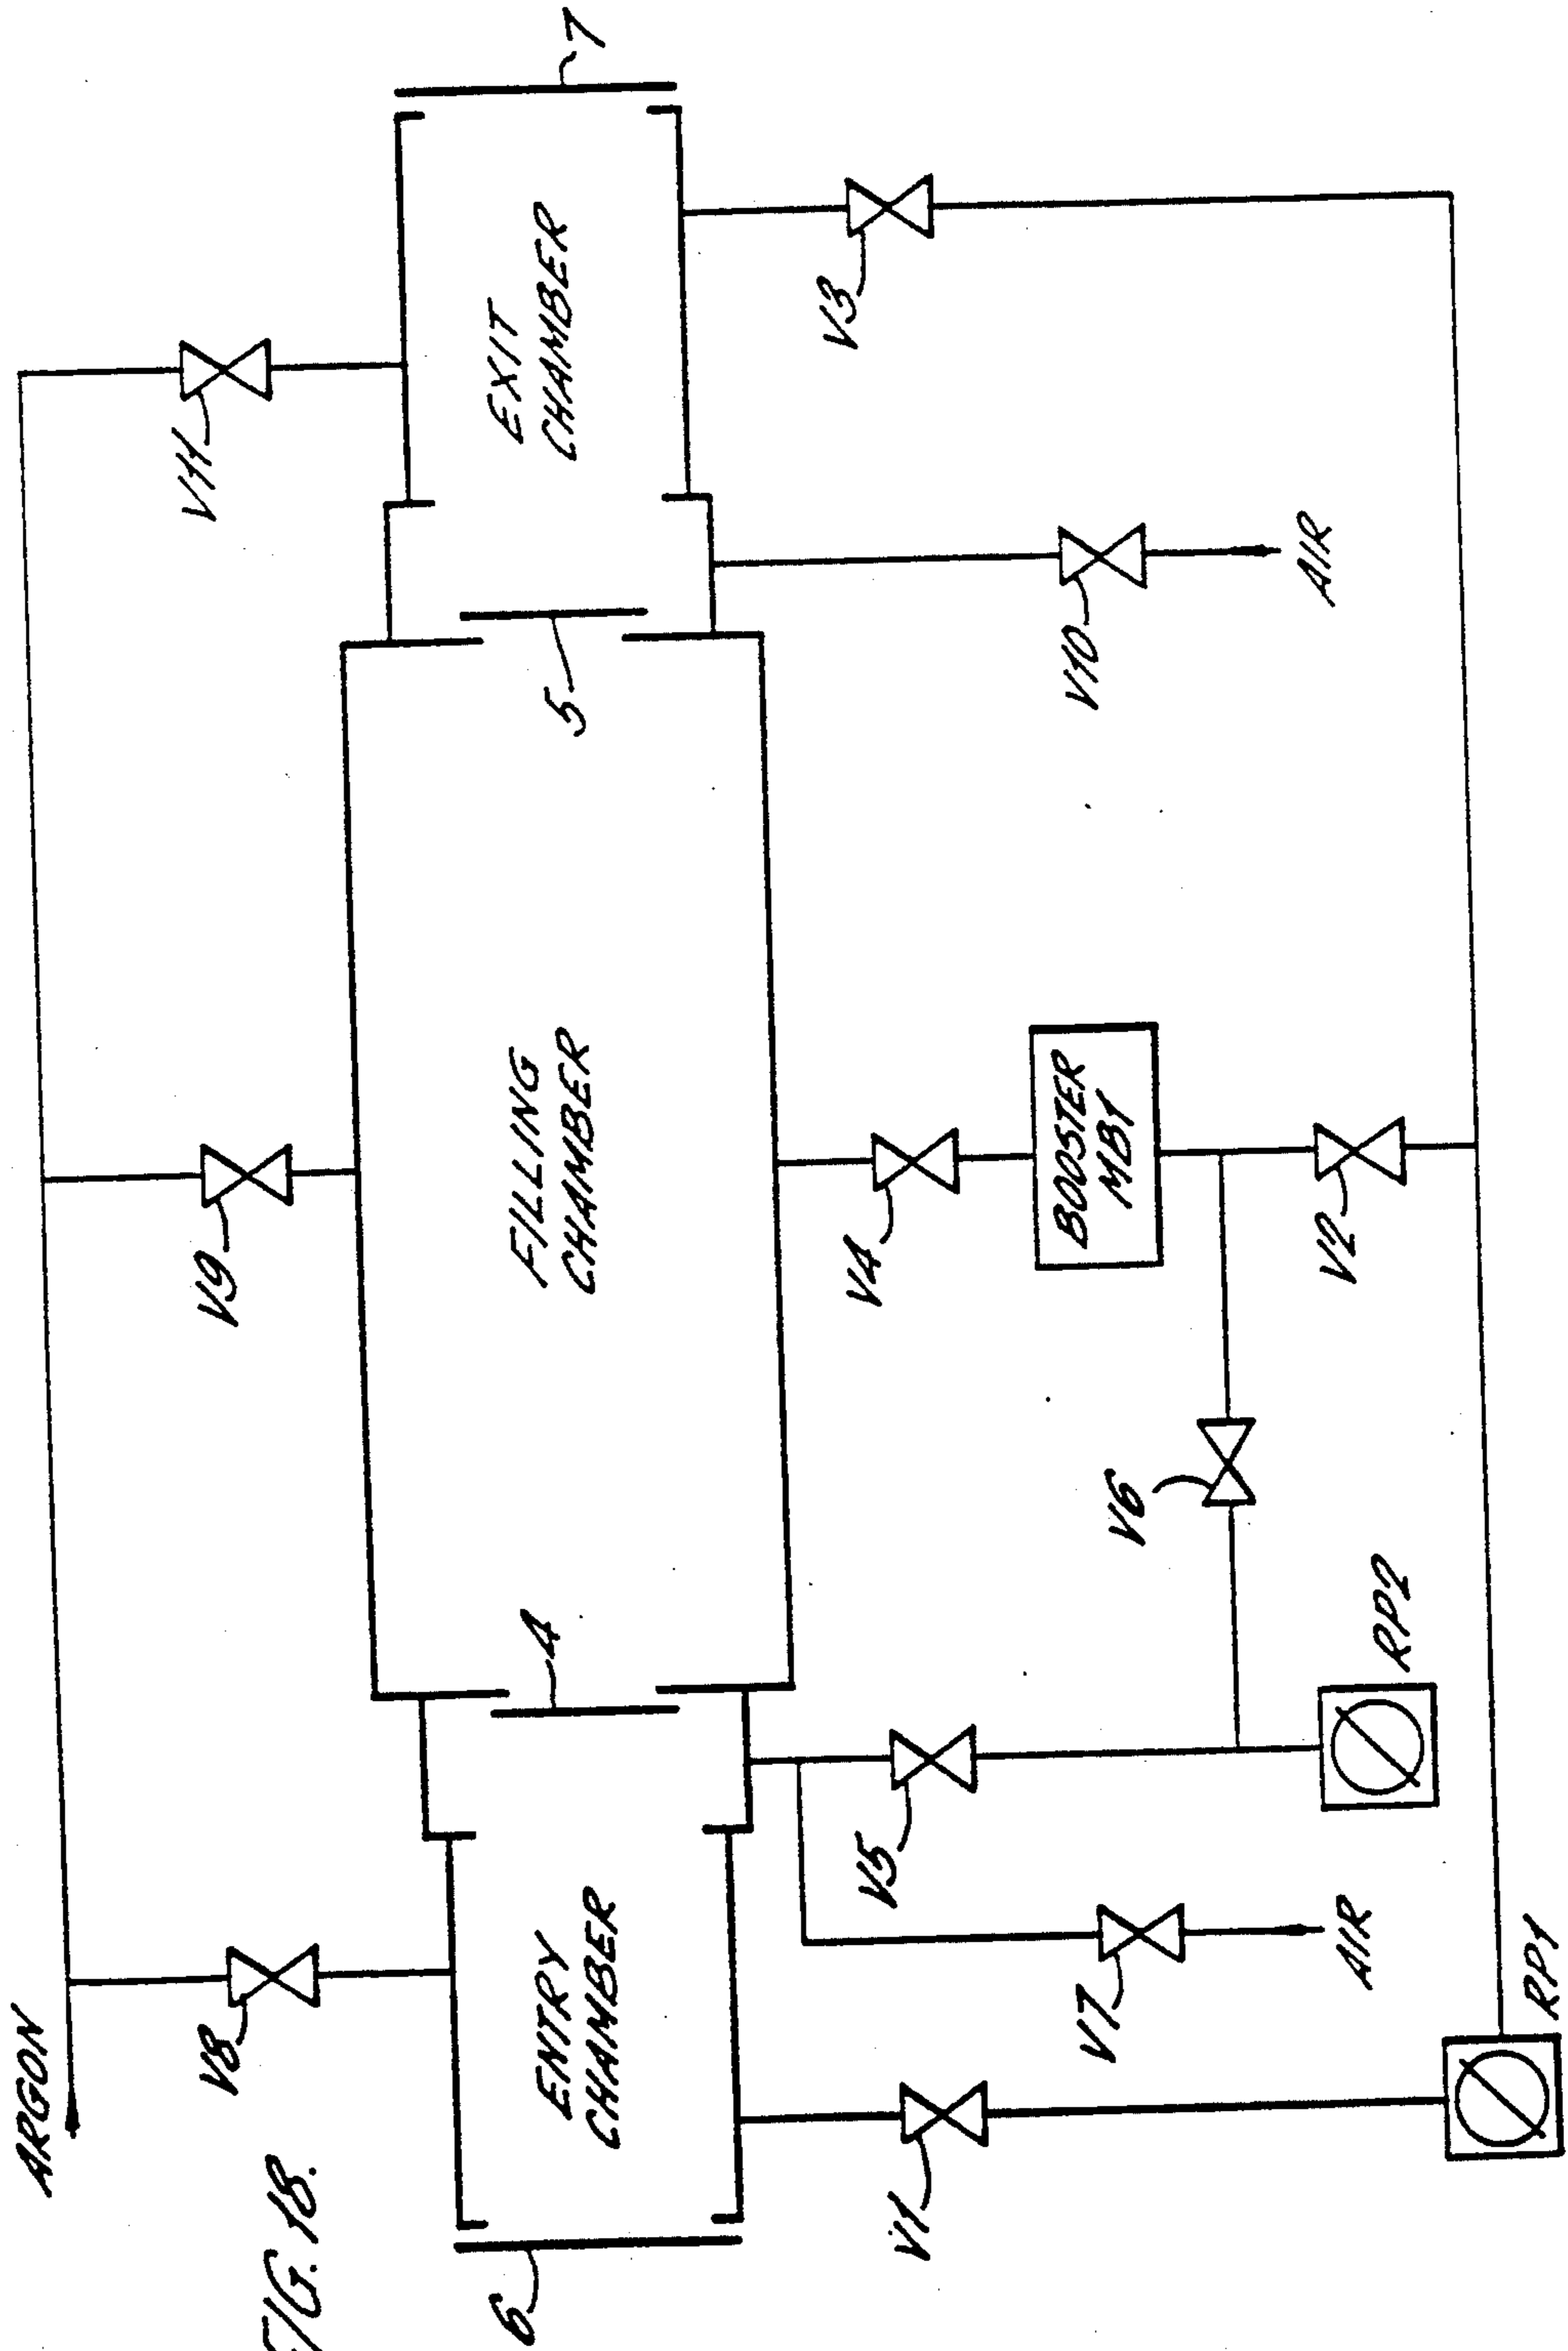 ARGON
V8
V9
V11
6
ENTRY
CHAMBER
4
FILLING
CHAMBER
5
EXIT
CHAMBER
7
V1
V7
AIR
V5
V6
V4
BOOSTER
MB1
V2
V10
AIR
V3
RP1
RP2
FIG. 18.